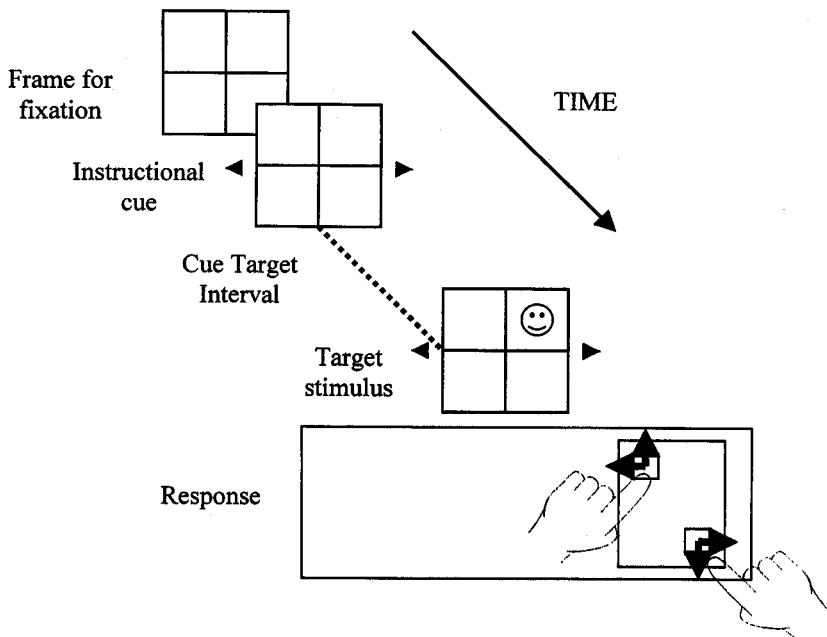 Frame for
fixation
TIME
Instructional
cue
Cue Target
Interval
Target
stimulus
Response